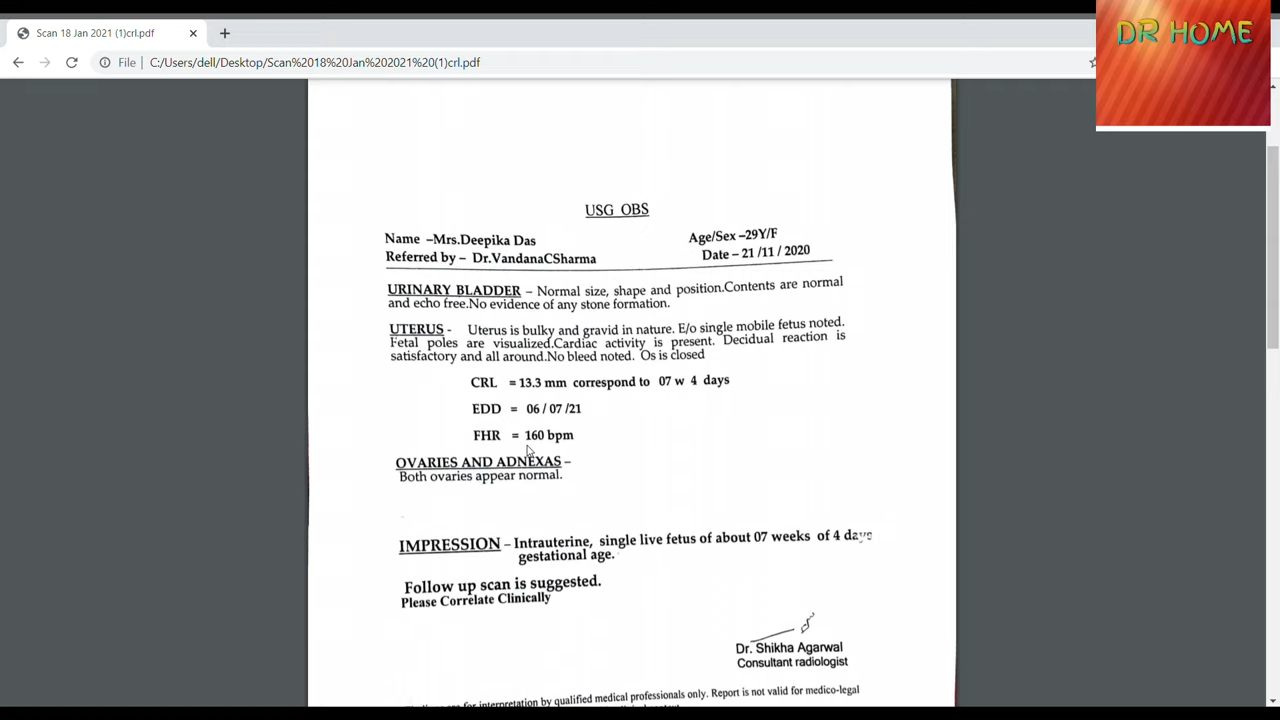 Scan 18 Jan 2021 (1)crl.pdf
DR HOME
File | C:/Users/dell/Desktop/Scan%2018%20Jan%202021%20(1)crl.pdf
USG OBS
Name –Mrs.Deepika Das Age/Sex –29Y/F
Referred by – Dr.VandanaCSharma Date – 21 /11 / 2020
URINARY BLADDER – Normal size, shape and position.Contents are normal
and echo free.No evidence of any stone formation.
UTERUS - Uterus is bulky and gravid in nature. E/o single mobile fetus noted.
Fetal poles are visualized.Cardiac activity is present. Decidual reaction is
satisfactory and all around.No bleed noted. Os is closed
CRL = 13.3 mm correspond to 07 w 4 days
EDD = 06 / 07 /21
FHR = 160 bpm
OVARIES AND ADNEXAS –
Both ovaries appear normal.
IMPRESSION – Intrauterine, single live fetus of about 07 weeks of 4 days
gestational age.
Follow up scan is suggested.
Please Correlate Clinically
Dr. Shikha Agarwal
Consultant radiologist
for interpretation by qualified medical professionals only. Report is not valid for medico-legal